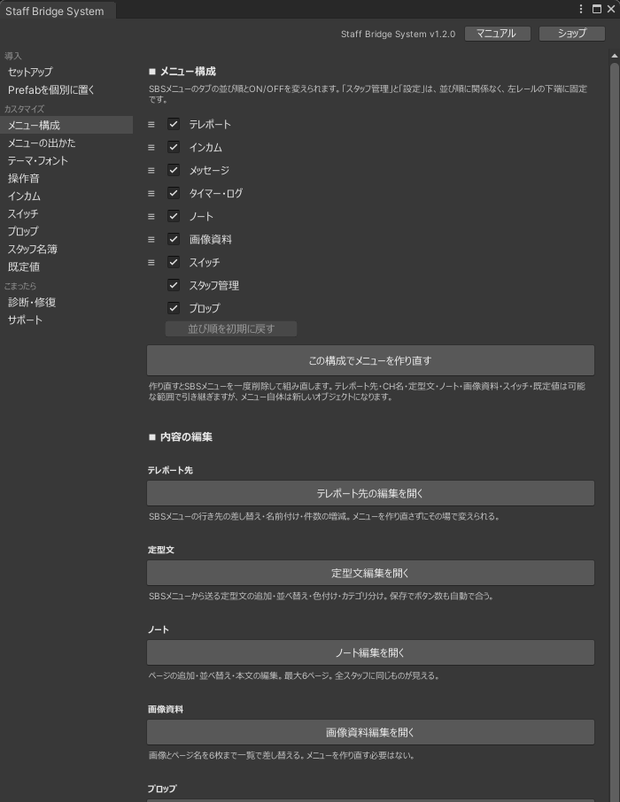 Staff Bridge System
Staff Bridge System v1.2.0
マニュアル
ショップ
導入
セットアップ
Prefabを個別に置く
カスタマイズ
メニュー構成
メニューの出かた
テーマ・フォント
操作音
インカム
スイッチ
プロップ
スタッフ名簿
既定値
こまったら
診断・修復
サポート
■ メニュー構成
SBSメニューのタブの並び順とON/OFFを変えられます。「スタッフ管理」と「設定」は、並び順に関係なく、左レールの下端に固定
です。
テレポート
インカム
メッセージ
タイマー・ログ
ノート
画像資料
スイッチ
スタッフ管理
プロップ
並び順を初期に戻す
この構成でメニューを作り直す
作り直すとSBSメニューを一度削除して組み直します。テレポート先・CH名・定型文・ノート・画像資料・スイッチ・既定値は可能
な範囲で引き継ぎますが、メニュー自体は新しいオブジェクトになります。
■ 内容の編集
テレポート先
テレポート先の編集を開く
SBSメニューの行き先の差し替え・名前付け・件数の増減。メニューを作り直さずにその場で変えられる。
定型文
定型文編集を開く
SBSメニューから送る定型文の追加・並べ替え・色付け・カテゴリ分け。保存でボタン数も自動で合う。
ノート
ノート編集を開く
ページの追加・並べ替え・本文の編集。最大6ページ。全スタッフに同じものが見える。
画像資料
画像資料編集を開く
画像とページ名を6枚まで一覧で差し替える。メニューを作り直す必要はない。
プロップ